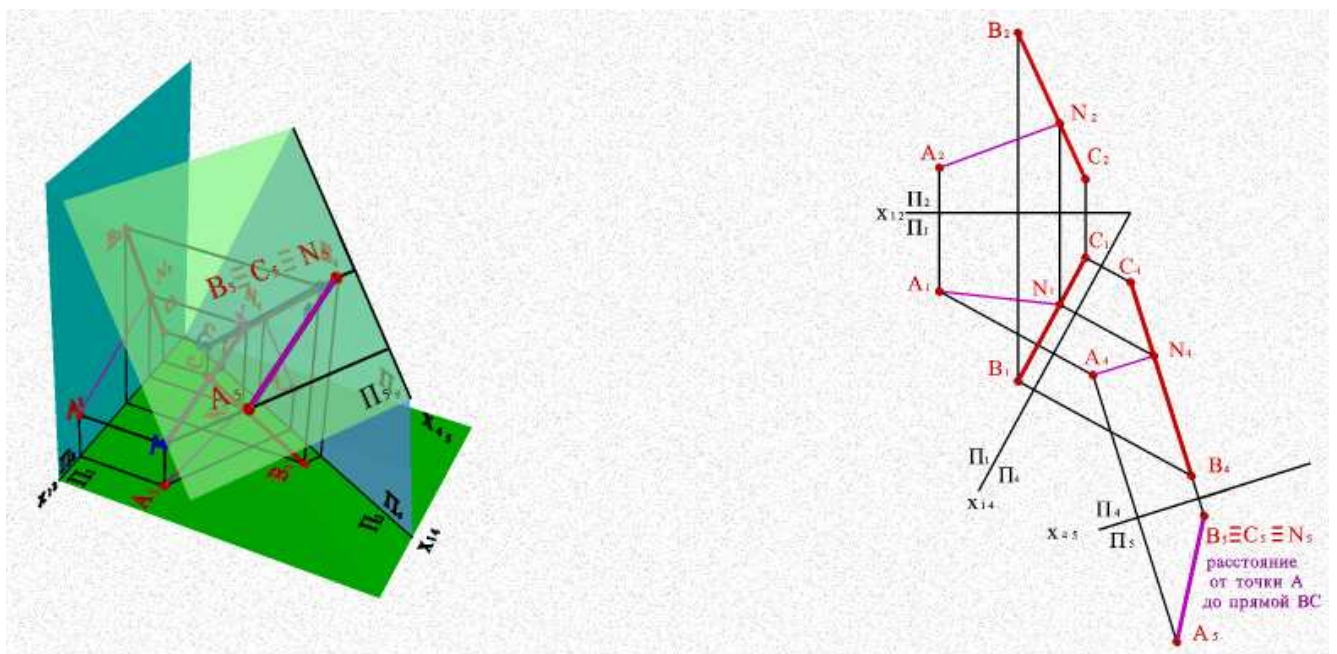 B₅≡C₅≡N₅
A₅
Π₅
X₄₅
Π₄
X₁₄
X₁₂
B₂
N₂
A₂
C₂
X₁₂
Π₂
Π₁
C₁
C₄
A₁
N₁
A₄
N₄
B₁
Π₁
Π₄
X₁₄
B₄
Π₄
X₄₅
Π₅
B₅≡C₅≡N₅
расстояние
от точки А
до прямой ВС
A₅